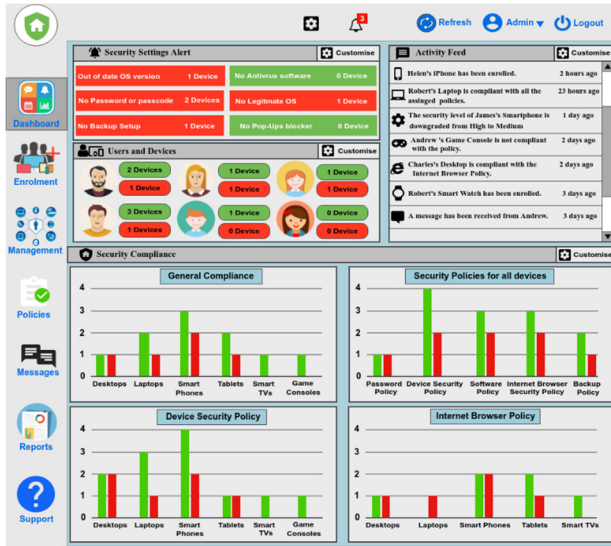 3
Refresh
Admin
Logout
Dashboard
Enrolment
Management
Policies
Messages
Reports
Support
Security Settings Alert
Customise
Out of date OS version 1 Device
No Antivirus software 0 Device
No Password or passcode 2 Devices
No Legitmate OS 1 Device
No Backup Setup 1 Device
No Pop-Ups blocker 0 Device
Users and Devices
Customise
2 Devices
1 Device
1 Device
1 Device
1 Device
1 Device
3 Devices
1 Device
0 Device
1 Devices
0 Device
0 Device
Activity Feed
Customise
Helen's IPhone has been enrolled. 2 hours ago
Robert's Laptop is compliant with all the 23 hours ago
assinged policies.
The security level of James's Smartphone is 1 day ago
downgraded from High to Medium
Andrew 's Game Console is not compliant 2 days ago
with the policy.
Charles's Desktop is compliant with the 2 days ago
Internet Browser Policy.
Robert's Smart Watch has been enrolled. 3 days ago
A message has been received from Andrew. 3 days ago
Security Compliance
Customise
General Compliance
4
3
2
1
0
Desktops Laptops Smart Tablets Smart Game
Phones TVs Consoles
Security Policies for all devices
4
3
2
1
0
Password Device Security Software Internet Browser Backup
Policy Policy Policy Security Policy Policy
Device Security Policy
4
3
2
1
0
Desktops Laptops Smart Tablets Smart Game
Phones TVs Consoles
Internet Browser Policy
4
3
2
1
0
Desktops Laptops Smart Phones Tablets Smart TVs